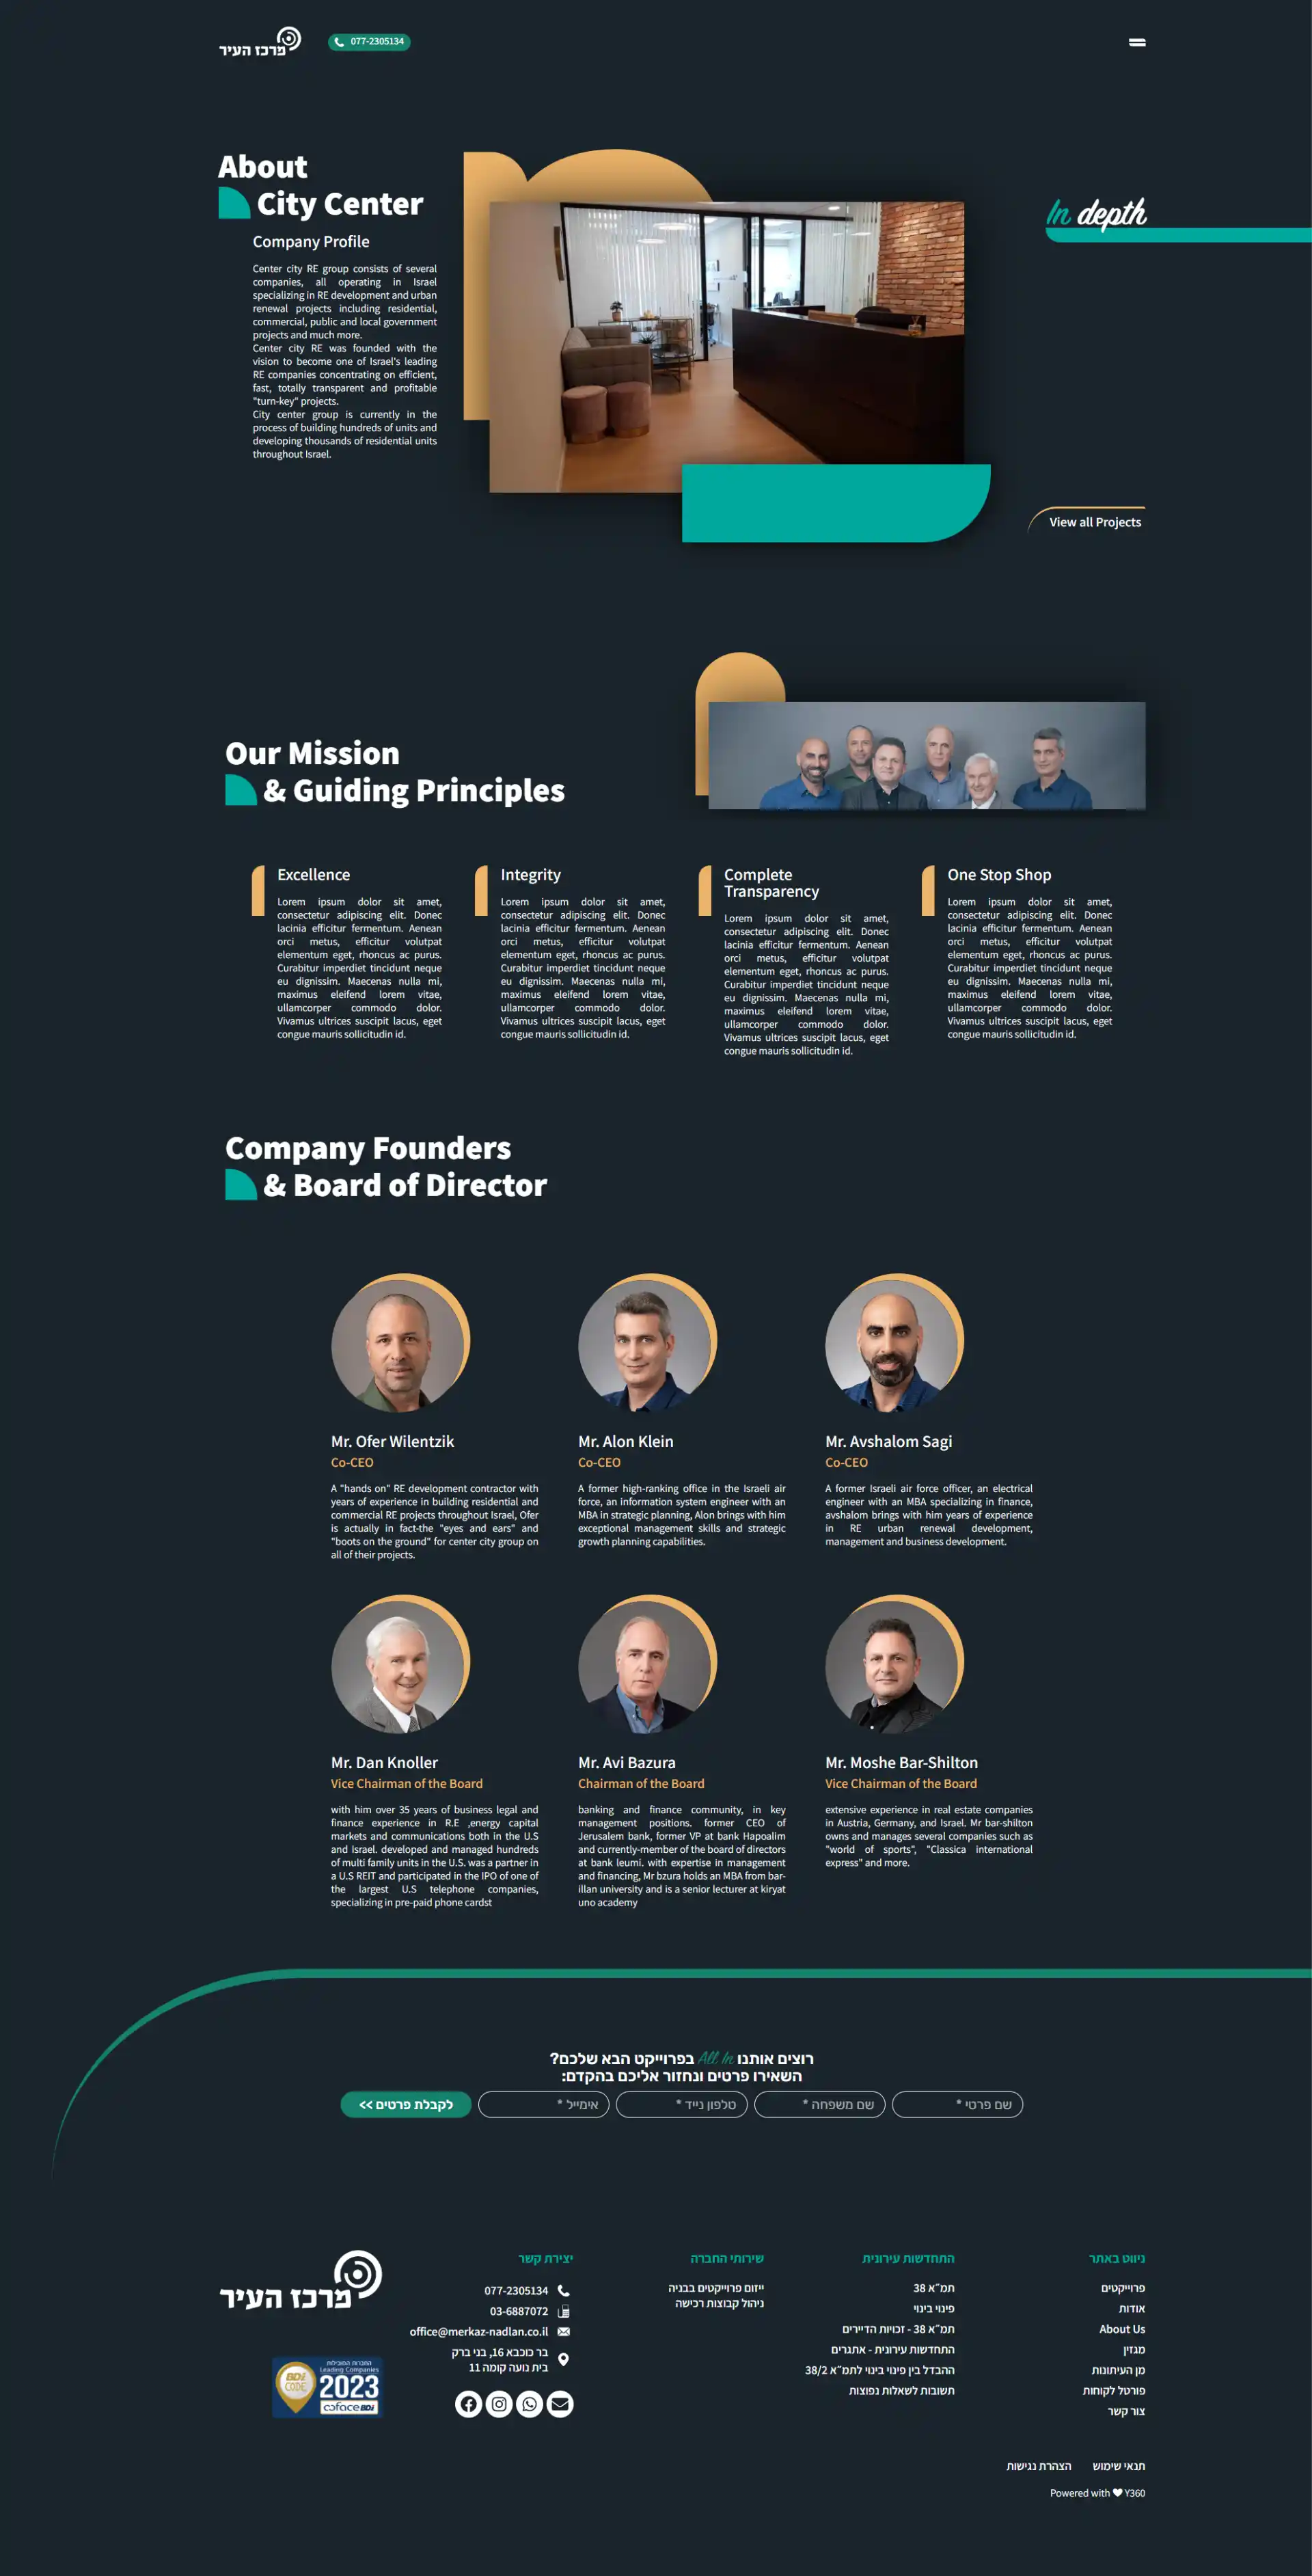 מרכז העיר
077-2305134
About
City Center
In depth
Company Profile
Center city RE group consists of several
companies, all operating in Israel
specializing in RE development and urban
renewal projects including residential,
commercial, public and local government
projects and much more.
Center city RE was founded with the
vision to become one of Israel's leading
RE companies concentrating on efficient,
fast, totally transparent and profitable
"turn-key" projects.
City center group is currently in the
process of building hundreds of units and
developing thousands of residential units
throughout Israel.
View all Projects
Our Mission
& Guiding Principles
Excellence
Lorem ipsum dolor sit amet,
consectetur adipiscing elit. Donec
lacinia efficitur fermentum. Aenean
orci metus, efficitur volutpat
elementum eget, rhoncus ac purus.
Curabitur imperdiet tincidunt neque
eu dignissim. Maecenas nulla mi,
maximus eleifend lorem vitae,
ullamcorper commodo dolor.
Vivamus ultrices suscipit lacus, eget
congue mauris sollicitudin id.
Integrity
Lorem ipsum dolor sit amet,
consectetur adipiscing elit. Donec
lacinia efficitur fermentum. Aenean
orci metus, efficitur volutpat
elementum eget, rhoncus ac purus.
Curabitur imperdiet tincidunt neque
eu dignissim. Maecenas nulla mi,
maximus eleifend lorem vitae,
ullamcorper commodo dolor.
Vivamus ultrices suscipit lacus, eget
congue mauris sollicitudin id.
Complete
Transparency
Lorem ipsum dolor sit amet,
consectetur adipiscing elit. Donec
lacinia efficitur fermentum. Aenean
orci metus, efficitur volutpat
elementum eget, rhoncus ac purus.
Curabitur imperdiet tincidunt neque
eu dignissim. Maecenas nulla mi,
maximus eleifend lorem vitae,
ullamcorper commodo dolor.
Vivamus ultrices suscipit lacus, eget
congue mauris sollicitudin id.
One Stop Shop
Lorem ipsum dolor sit amet,
consectetur adipiscing elit. Donec
lacinia efficitur fermentum. Aenean
orci metus, efficitur volutpat
elementum eget, rhoncus ac purus.
Curabitur imperdiet tincidunt neque
eu dignissim. Maecenas nulla mi,
maximus eleifend lorem vitae,
ullamcorper commodo dolor.
Vivamus ultrices suscipit lacus, eget
congue mauris sollicitudin id.
Company Founders
& Board of Director
Mr. Ofer Wilentzik
Co-CEO
A "hands on" RE development contractor with
years of experience in building residential and
commercial RE projects throughout Israel, Ofer
is actually in fact-the "eyes and ears" and
"boots on the ground" for center city group on
all of their projects.
Mr. Alon Klein
Co-CEO
A former high-ranking office in the Israeli air
force, an information system engineer with an
MBA in strategic planning, Alon brings with him
exceptional management skills and strategic
growth planning capabilities.
Mr. Avshalom Sagi
Co-CEO
A former Israeli air force officer, an electrical
engineer with an MBA specializing in finance,
avshalom brings with him years of experience
in RE urban renewal development,
management and business development.
Mr. Dan Knoller
Vice Chairman of the Board
with him over 35 years of business legal and
finance experience in R.E ,energy capital
markets and communications both in the U.S
and Israel. developed and managed hundreds
of multi family units in the U.S. was a partner in
a U.S REIT and participated in the IPO of one of
the largest U.S telephone companies,
specializing in pre-paid phone cardst
Mr. Avi Bazura
Chairman of the Board
banking and finance community, in key
management positions. former CEO of
Jerusalem bank, former VP at bank Hapoalim
and currently-member of the board of directors
at bank leumi. with expertise in management
and financing, Mr bzura holds an MBA from bar-
illan university and is a senior lecturer at kiryat
uno academy
Mr. Moshe Bar-Shilton
Vice Chairman of the Board
extensive experience in real estate companies
in Austria, Germany, and Israel. Mr bar-shilton
owns and manages several companies such as
"world of sports", "Classica international
express" and more.
רוצים אותנו All In בפרוייקט הבא שלכם?
השאירו פרטים ונחזור אליכם בהקדם:
שם פרטי *
שם משפחה *
טלפון נייד *
אימייל *
לקבלת פרטים >>
ניווט באתר
פרוייקטים
אודות
About Us
מגזין
מן העיתונות
פורטל לקוחות
צור קשר
התחדשות עירונית
תמ״א 38
פינוי בינוי
תמ״א 38 - זכויות הדיירים
התחדשות עירונית - אתגרים
ההבדל בין פינוי בינוי לתמ״א 38/2
תשובות לשאלות נפוצות
שירותי החברה
ייזום פרוייקטים בבניה
ניהול קבוצות רכישה
יצירת קשר
077-2305134
03-6887072
office@merkaz-nadlan.co.il
בר כוכבא 16, בני ברק
בית נועה קומה 11
מרכז העיר
החברות המובילות
Leading Companies
BDi
CODE
2023
coface BDi
תנאי שימוש
הצהרת נגישות
Powered with Y360